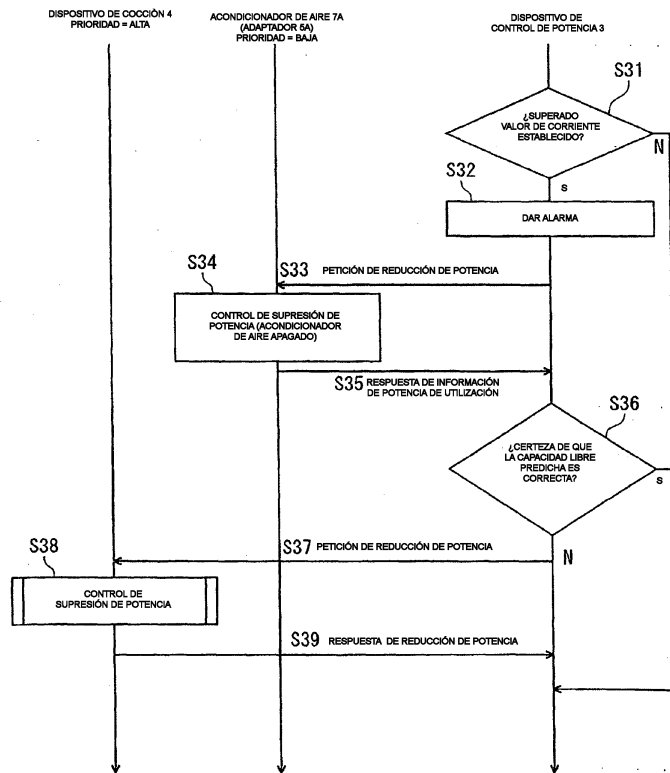 DISPOSITIVO DE COCCIÓN 4
PRIORIDAD = ALTA
ACONDICIONADOR DE AIRE 7A
(ADAPTADOR 5A)
PRIORIDAD = BAJA
DISPOSITIVO DE
CONTROL DE POTENCIA 3
S31
¿SUPERADO
VALOR DE CORRIENTE
ESTABLECIDO?
N
S
S32
DAR ALARMA
S33 PETICIÓN DE REDUCCIÓN DE POTENCIA
S34
CONTROL DE SUPRESIÓN DE
POTENCIA (ACONDICIONADOR
DE AIRE APAGADO)
S35 RESPUESTA DE INFORMACIÓN
DE POTENCIA DE UTILIZACIÓN
S36
¿CERTEZA DE QUE
LA CAPACIDAD LIBRE
PREDICHA ES
CORRECTA?
S
S37 PETICIÓN DE REDUCCIÓN DE POTENCIA
N
S38
CONTROL DE
SUPRESIÓN DE POTENCIA
S39 RESPUESTA DE REDUCCIÓN DE POTENCIA